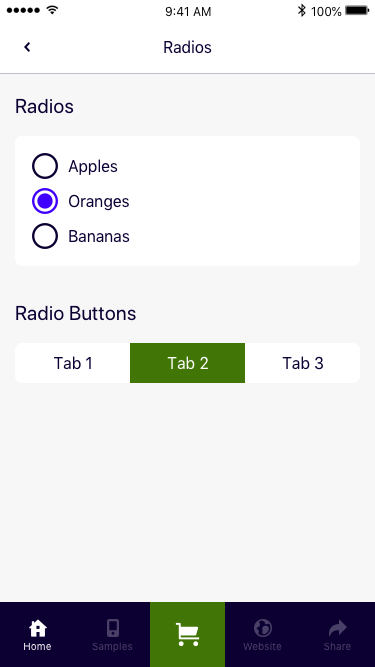 9:41 AM 100%
Radios
Radios
Apples
Oranges
Bananas
Radio Buttons
Tab 1 Tab 2 Tab 3
Home Samples Website Share